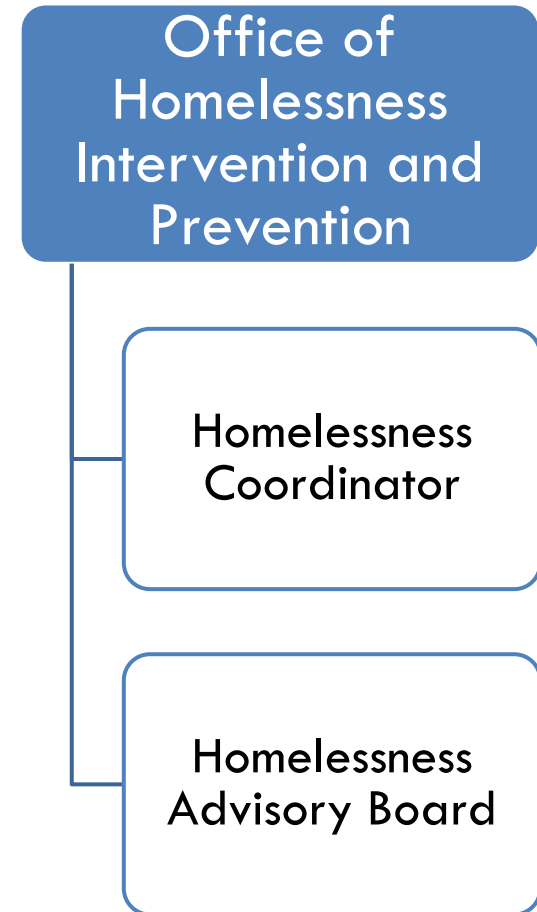 Office of
Homelessness
Intervention and
Prevention
Homelessness
Coordinator
Homelessness
Advisory Board